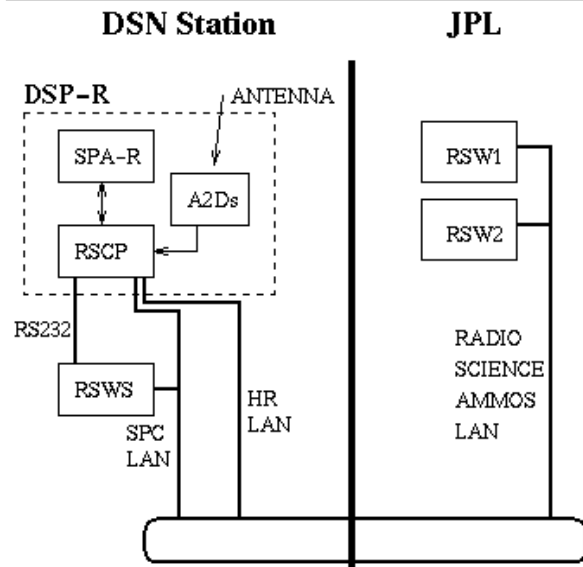 DSN Station
JPL
DSP-R
ANTENNA
SPA-R
A2Ds
RSCP
RSW1
RSW2
RS232
RSWS
SPC
LAN
HR
LAN
RADIO
SCIENCE
AMMOS
LAN